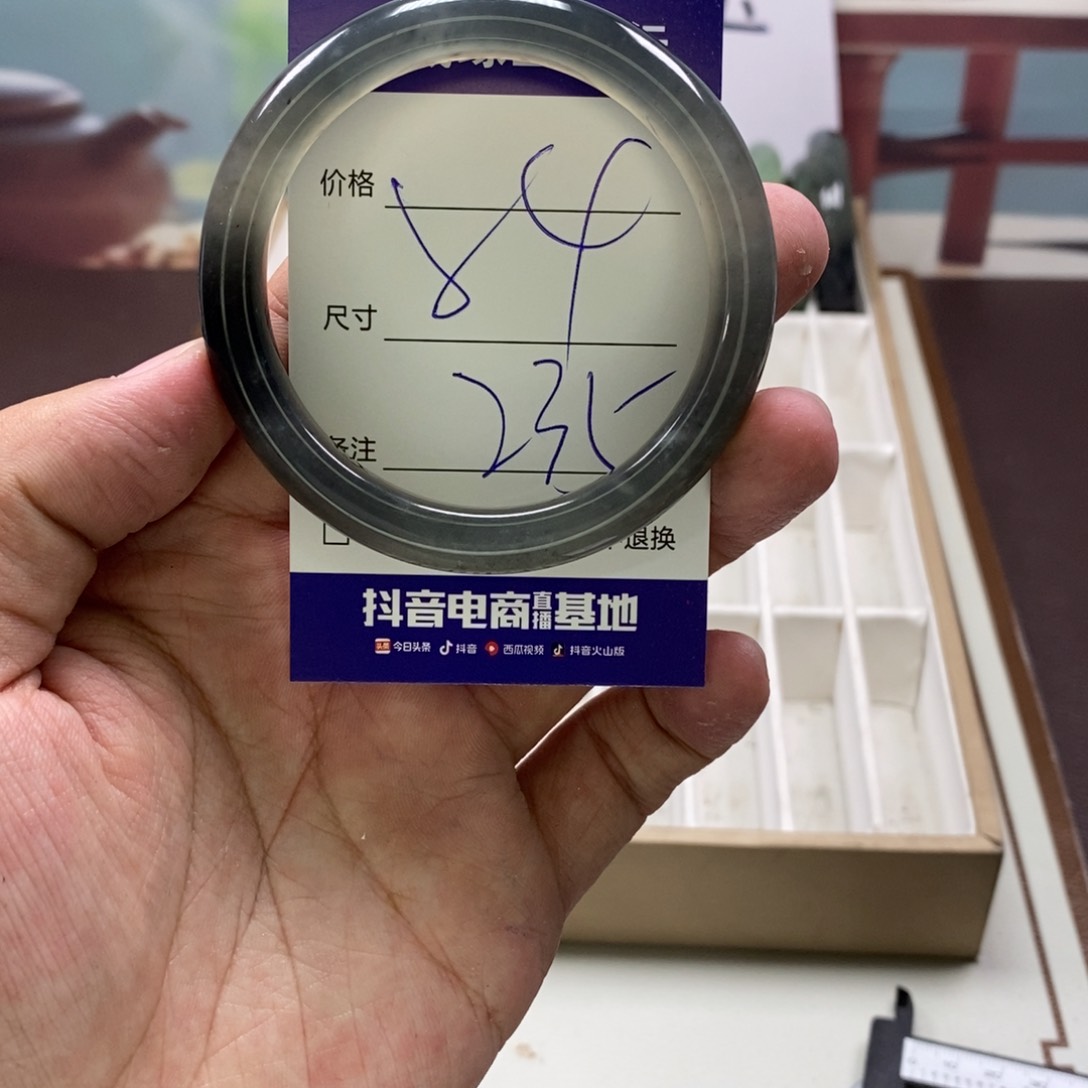 价格
84
尺寸
235
备注
退换
抖音电商直播基地
今日头条 抖音 西瓜视频 抖音火山版